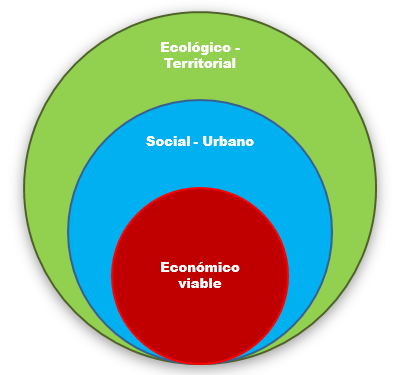 Ecológico -
Territorial
Social - Urbano
Económico
viable